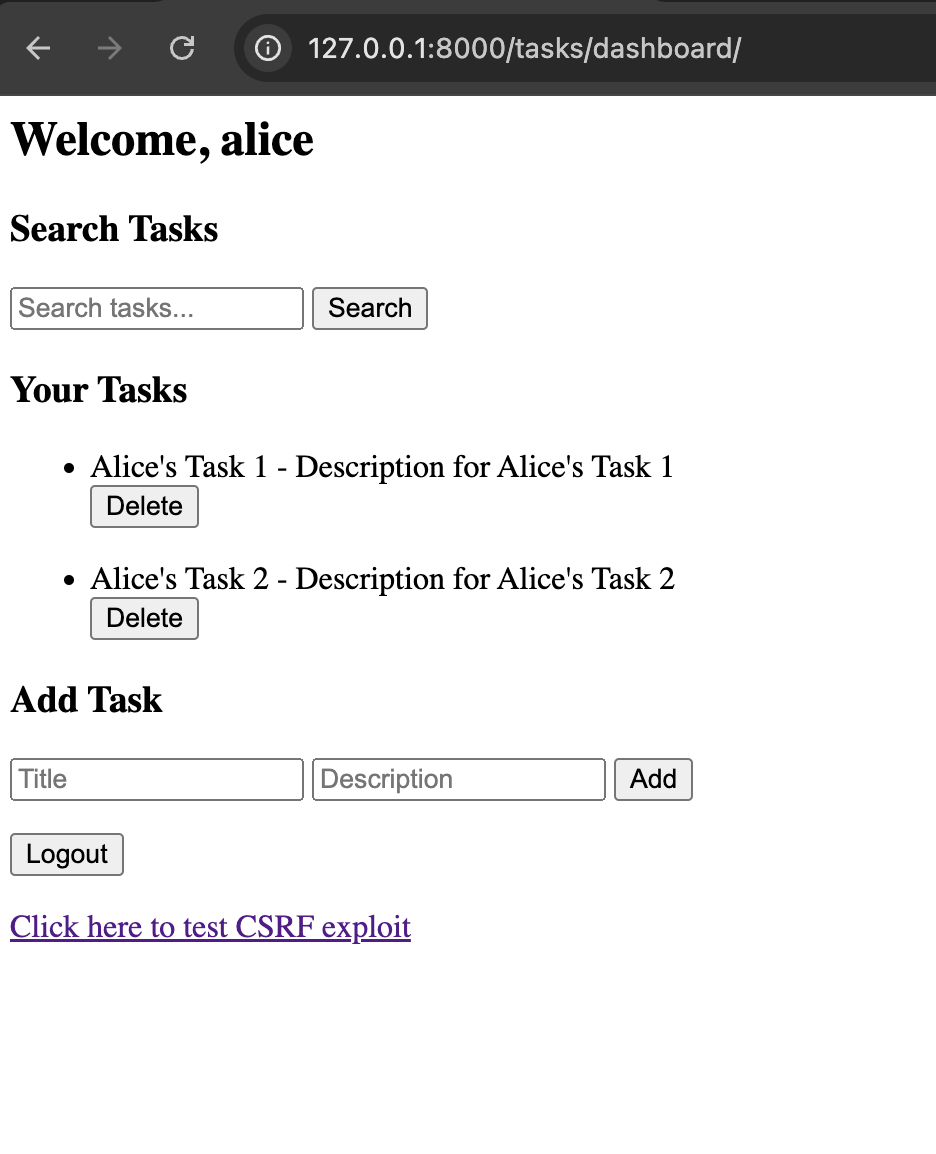 127.0.0.1:8000/tasks/dashboard/
Welcome, alice
Search Tasks
Search tasks... Search
Your Tasks
Alice's Task 1 - Description for Alice's Task 1
Delete
Alice's Task 2 - Description for Alice's Task 2
Delete
Add Task
Title Description Add
Logout
Click here to test CSRF exploit